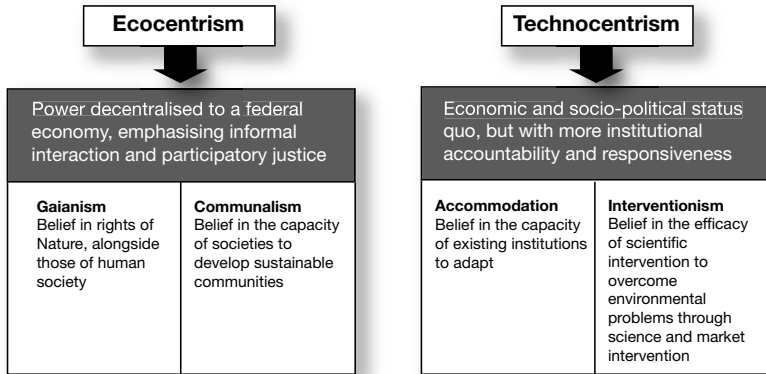 Ecocentrism
Power decentralised to a federal
economy, emphasising informal
interaction and participatory justice
Gaianism
Belief in rights of
Nature, alongside
those of human
society
Communalism
Belief in the capacity
of societies to
develop sustainable
communities
Technocentrism
Economic and socio-political status
quo, but with more institutional
accountability and responsiveness
Accommodation
Belief in the capacity
of existing institutions
to adapt
Interventionism
Belief in the efficacy
of scientific
intervention to
overcome
environmental
problems through
science and market
intervention